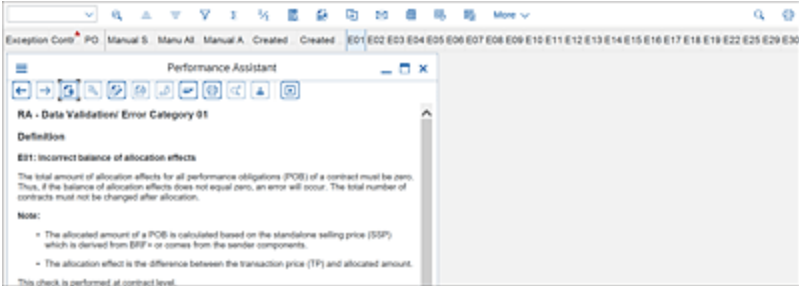 More
Exception Contr PO Manual S Manu All Manual A Created Created E01 E02 E03 E04 E05 E06 E07 E08 E09 E10 E11 E12 E13 E14 E15 E16 E17 E18 E19 E22 E25 E29 E30
Performance Assistant
RA - Data Validation/ Error Category 01
Definition
E01: Incorrect balance of allocation effects
The total amount of allocation effects for all performance obligations (POB) of a contract must be zero.
Thus, if the balance of allocation effects does not equal zero, an error will occur. The total number of
contracts must not be changed after allocation.
Note:
• The allocated amount of a POB is calculated based on the standalone selling price (SSP)
which is derived from BRF+ or comes from the sender components.
• The allocation effect is the difference between the transaction price (TP) and allocated amount.
This check is performed at contract level.